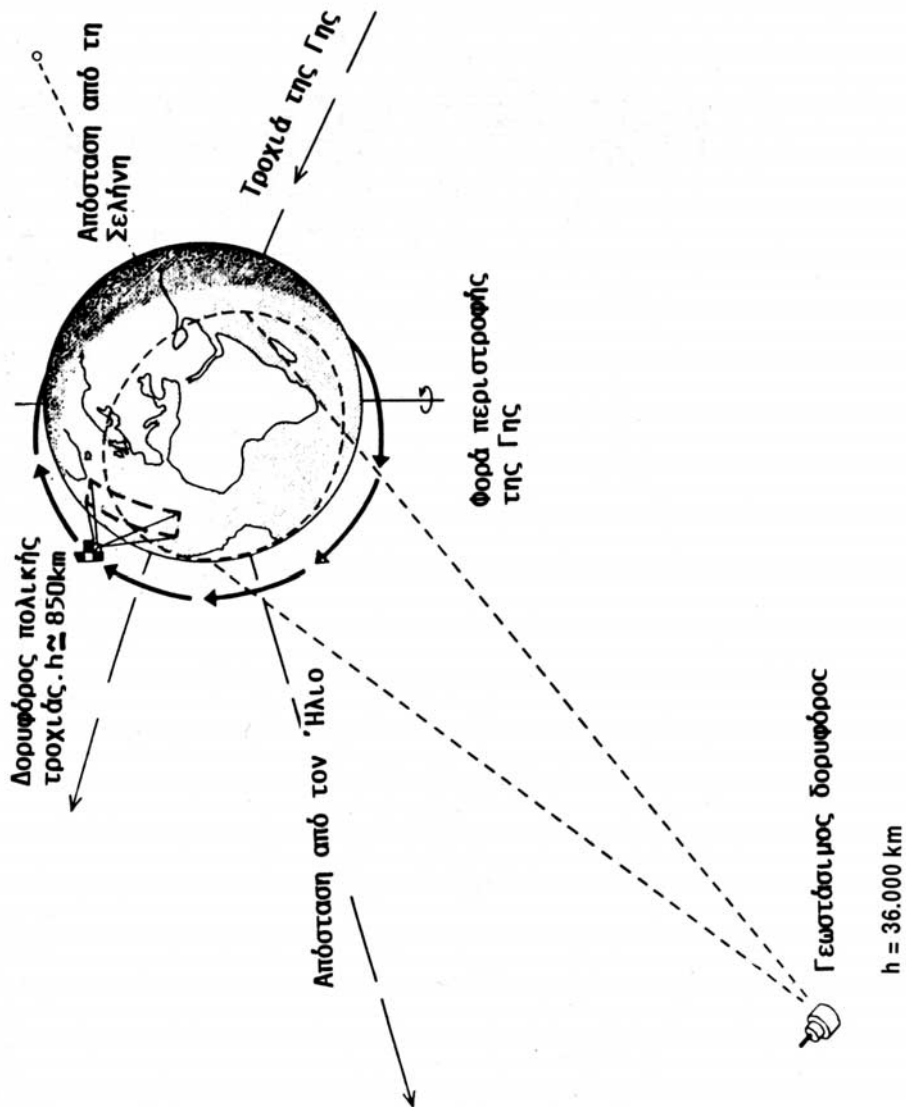 Απόσταση από τη
Σελήνη
Τροχιά της Γης
Δορυφόρος πολικής
τροχιάς.h≃850km
Φορά περιστροφής
της Γης
Απόσταση από τον Ήλιο
Γεωστάσιμος δορυφόρος
h = 36.000 km